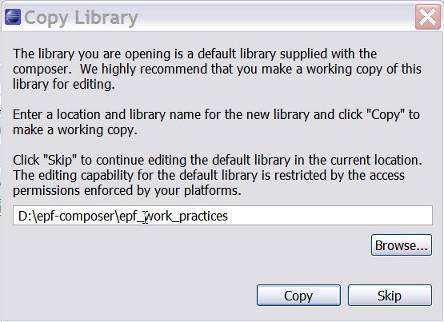 Copy Library
The library you are opening is a default library supplied with the
composer. We highly recommend that you make a working copy of this
library for editing.
Enter a location and library name for the new library and click "Copy" to
make a working copy.
Click "Skip" to continue editing the default library in the current location.
The editing capability for the default library is restricted by the access
permissions enforced by your platforms.
D:\epf-composer\epf_work_practices
Browse...
Copy Skip